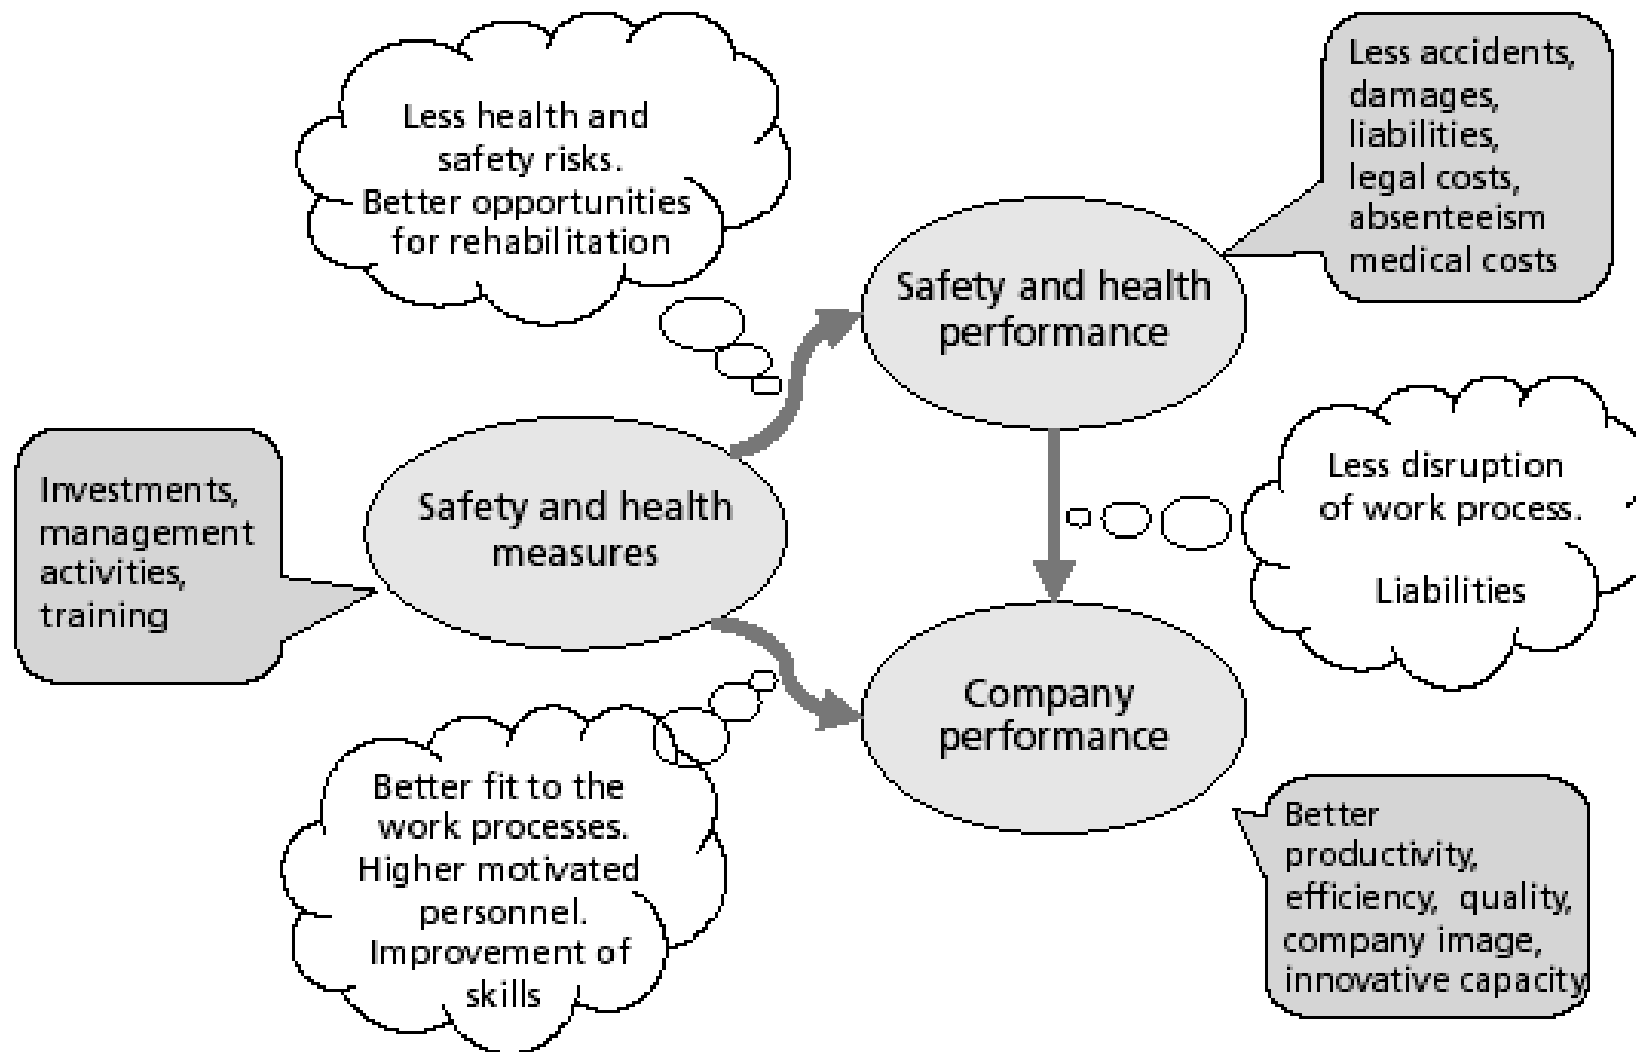 Less health and
safety risks.
Better opportunities
for rehabilitation
Less accidents,
damages,
liabilities,
legal costs,
absenteeism
medical costs
Safety and health
performance
Investments,
management
activities,
training
Safety and health
measures
Less disruption
of work process.
Liabilities
Company
performance
Better fit to the
work processes.
Higher motivated
personnel.
Improvement of
skills
Better
productivity,
efficiency, quality,
company image,
innovative capacity